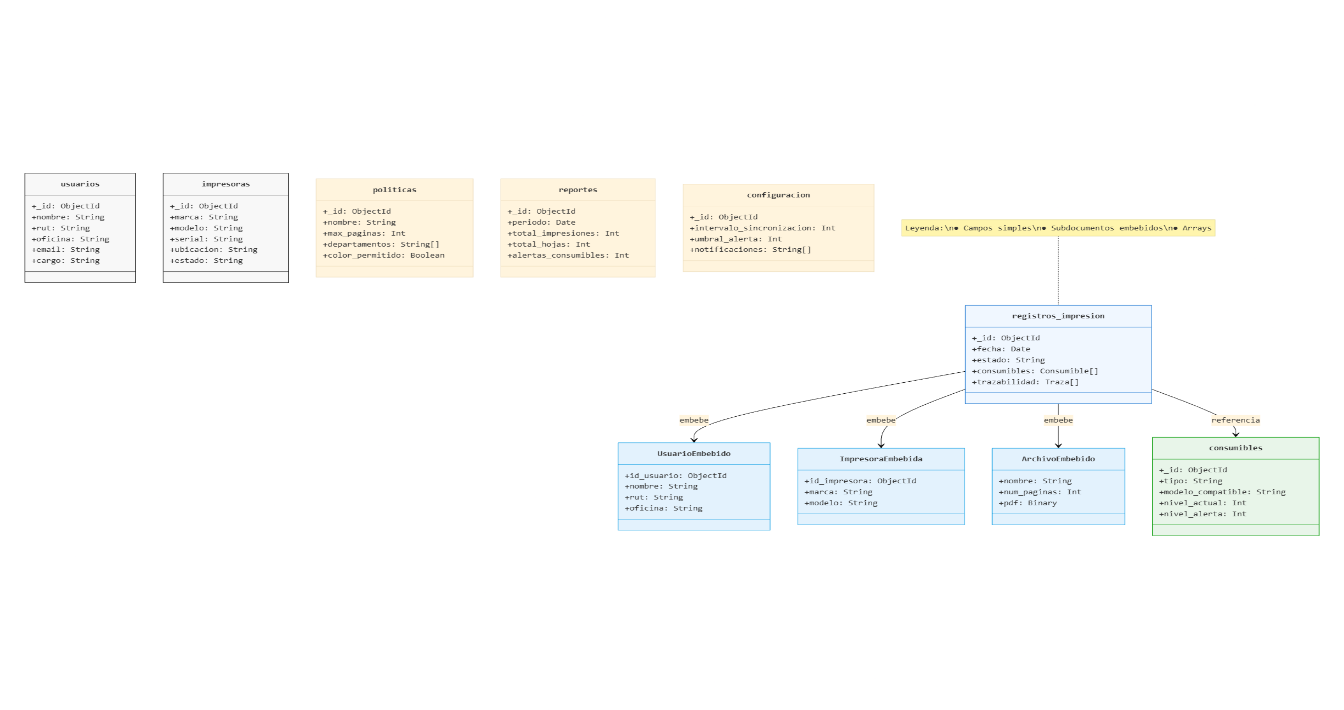 usuarios
+_id: ObjectId
+nombre: String
+rut: String
+oficina: String
+email: String
+cargo: String
impresoras
+_id: ObjectId
+marca: String
+modelo: String
+serial: String
+ubicacion: String
+estado: String
politicas
+_id: ObjectId
+nombre: String
+max_paginas: Int
+departamentos: String[]
+color_permitido: Boolean
reportes
+_id: ObjectId
+periodo: Date
+total_impresiones: Int
+total_hojas: Int
+alertas_consumibles: Int
configuracion
+_id: ObjectId
+intervalo_sincronizacion: Int
+umbral_alerta: Int
+notificaciones: String[]
Leyenda:\n● Campos simples\n● Subdocumentos embebidos\n● Arrays
registros_impresion
+_id: ObjectId
+fecha: Date
+estado: String
+consumibles: Consumible[]
+trazabilidad: Traza[]
embebe
embebe
embebe
referencia
UsuarioEmbebido
+id_usuario: ObjectId
+nombre: String
+rut: String
+oficina: String
ImpresoraEmbebida
+id_impresora: ObjectId
+marca: String
+modelo: String
ArchivoEmbebido
+nombre: String
+num_paginas: Int
+pdf: Binary
consumibles
+_id: ObjectId
+tipo: String
+modelo_compatible: String
+nivel_actual: Int
+nivel_alerta: Int